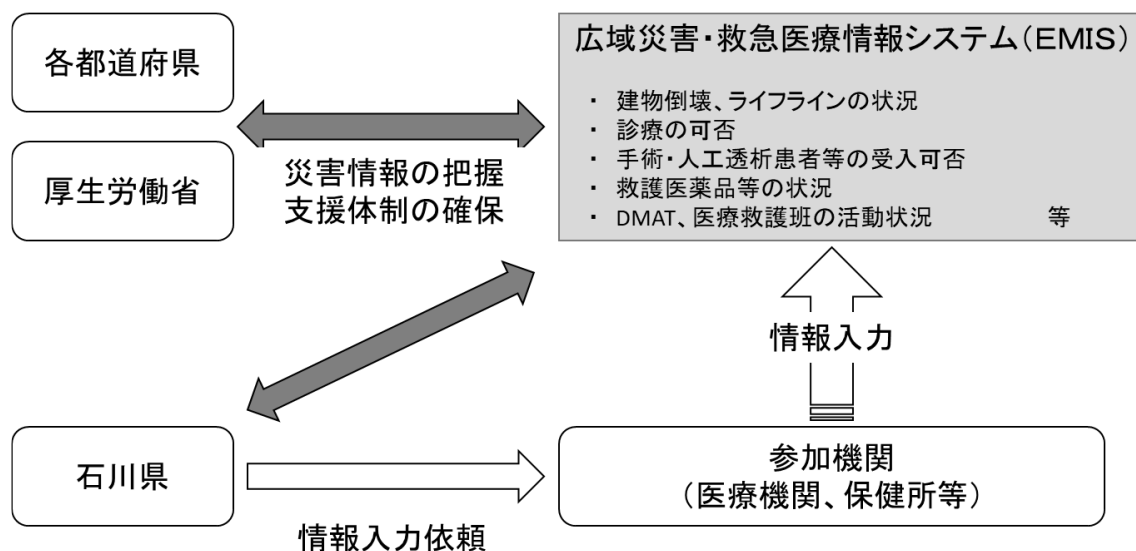 各都道府県
厚生労働省
災害情報の把握
支援体制の確保
広域災害・救急医療情報システム(EMIS)
・ 建物倒壊、ライフラインの状況
・ 診療の可否
・ 手術・人工透析患者等の受入可否
・ 救護医薬品等の状況
・ DMAT、医療救護班の活動状況 等
情報入力
石川県
情報入力依頼
参加機関
(医療機関、保健所等)